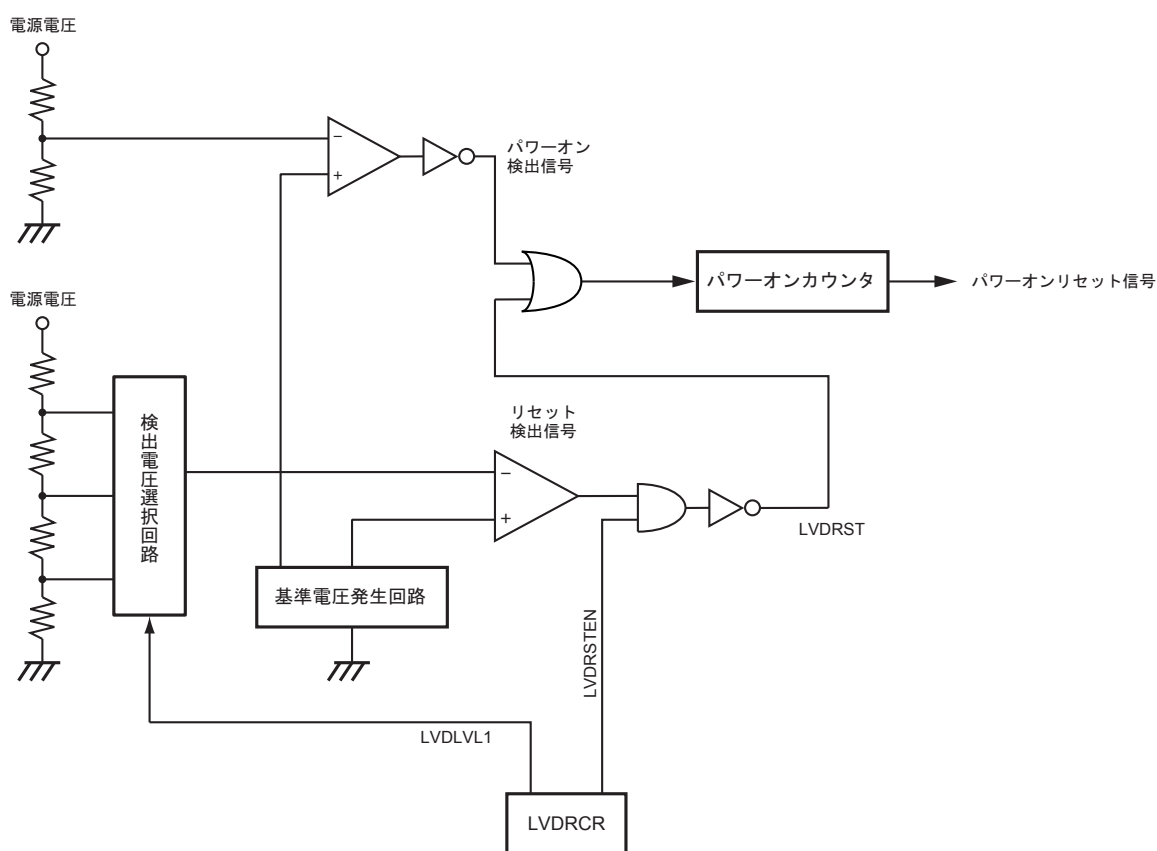 電源電圧
−
+
パワーオン
検出信号
パワーオンカウンタ
パワーオンリセット信号
電源電圧
検出電圧選択回路
リセット
検出信号
−
+
LVDRST
基準電圧発生回路
LVDRSTEN
LVDLVL1
LVDRCR